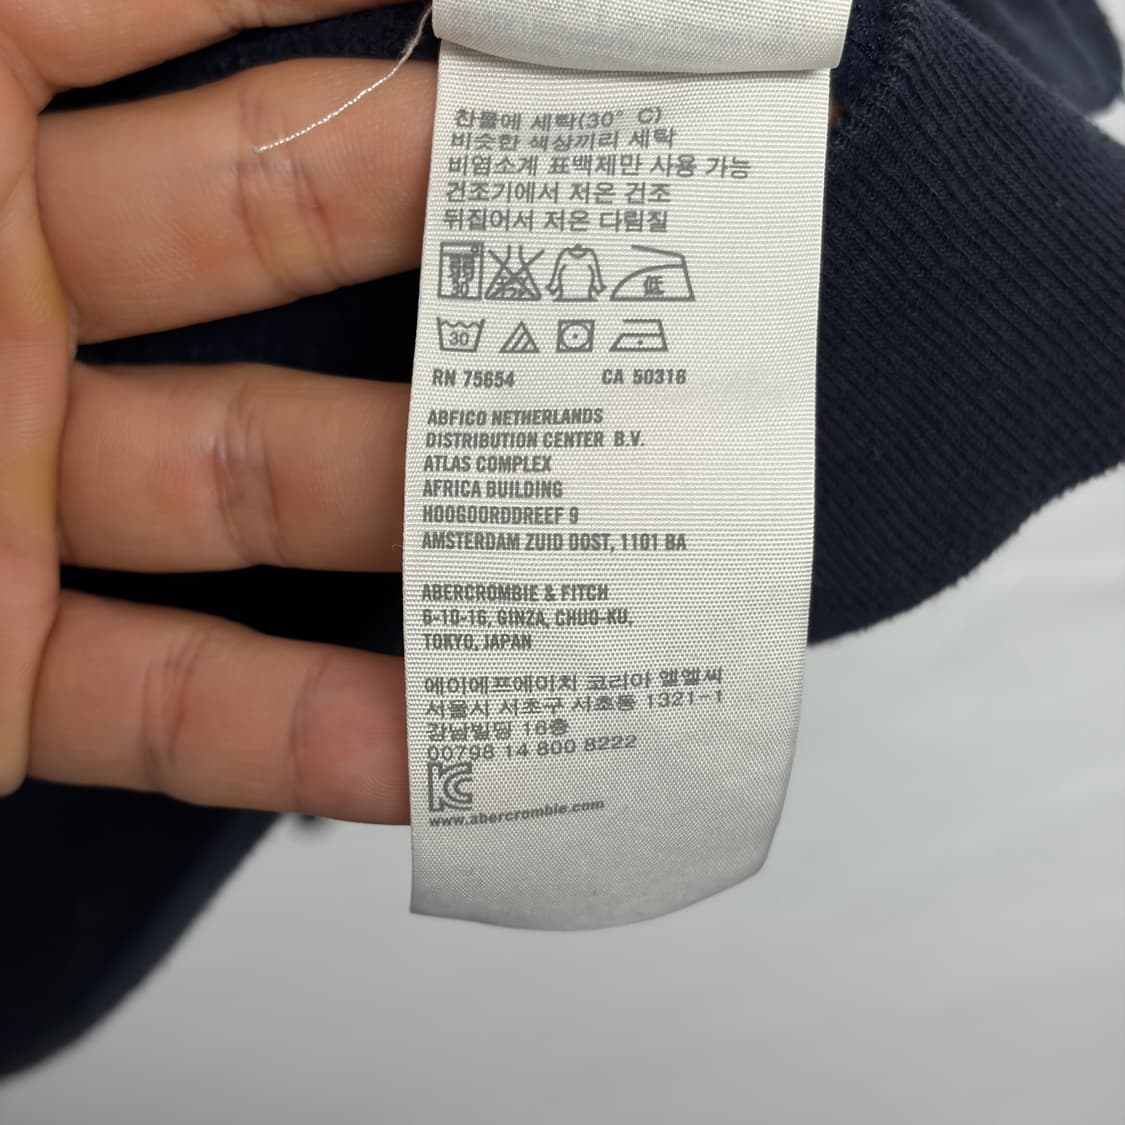 찬물에 세탁(30° C)
비슷한 색상끼리 세탁
비염소계 표백제만 사용 가능
건조기에서 저온 건조
뒤집어서 저온 다림질
30
低
30
RN 75654 CA 50318
ABFICO NETHERLANDS
DISTRIBUTION CENTER B.V.
ATLAS COMPLEX
AFRICA BUILDING
HOOGOORDDREEF 9
AMSTERDAM ZUID OOST, 1101 BA
ABERCROMBIE & FITCH
6-10-16, GINZA, CHUO-KU,
TOKYO, JAPAN
에이에프에이치 코리아 엘엘씨
서울시 서초구 서초동 1321-1
강남빌딩 16층
00798 14 800 8222
www.abercrombie.com